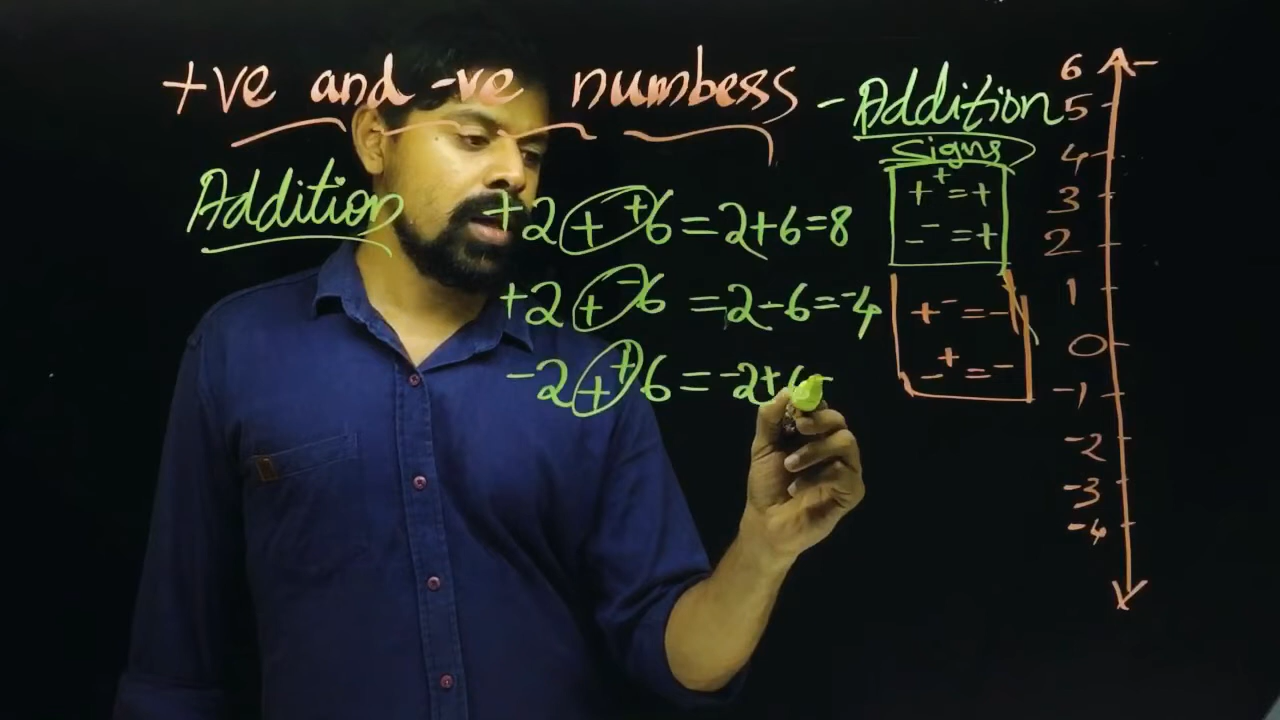 +ve and -ve numbess - Addition
Addition
+2 + +6 = 2+6=8
+2 + -6 = 2-6=-4
-2 + +6 = -2+6=
Signs
+ + = +
- - = +
+ - = -
- + = -
6
5
4
3
2
1
0
-1
-2
-3
-4